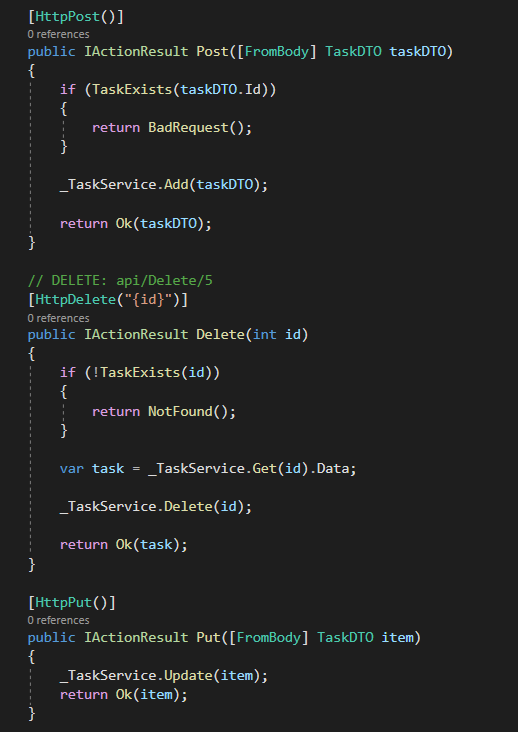 [HttpPost()]
0 references
public IActionResult Post([FromBody] TaskDTO taskDTO)
{
if (TaskExists(taskDTO.Id))
{
return BadRequest();
}
_TaskService.Add(taskDTO);
return Ok(taskDTO);
}
// DELETE: api/Delete/5
[HttpDelete("{id}")]
0 references
public IActionResult Delete(int id)
{
if (!TaskExists(id))
{
return NotFound();
}
var task = _TaskService.Get(id).Data;
_TaskService.Delete(id);
return Ok(task);
}
[HttpPut()]
0 references
public IActionResult Put([FromBody] TaskDTO item)
{
_TaskService.Update(item);
return Ok(item);
}